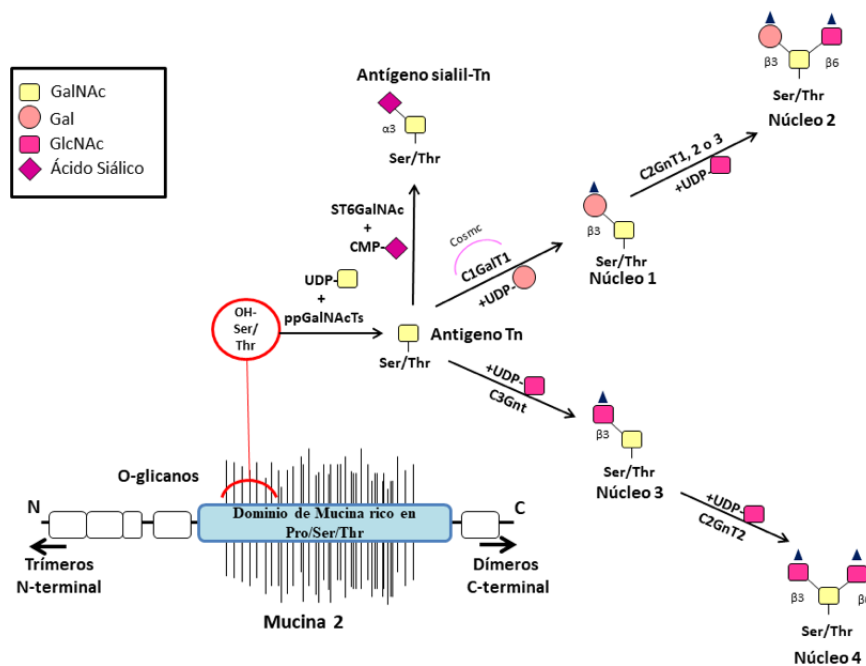 GalNAc
Gal
GlcNAc
Ácido Siálico
Antígeno sialil-Tn
α3
Ser/Thr
ST6GalNAc
+
CMP-
UDP-
+
ppGalNAcTs
OH-
Ser/
Thr
Ser/Thr
Antigeno Tn
Cosmc
C1GalT1
+UDP-
β3
Ser/Thr
Núcleo 1
C2GnT1, 2 o 3
+UDP-
β3
β6
Ser/Thr
Núcleo 2
+UDP-
C3Gnt
β3
Ser/Thr
Núcleo 3
+UDP-
C2GnT2
β3
β6
Ser/Thr
Núcleo 4
O-glicanos
N
Dominio de Mucina rico en
Pro/Ser/Thr
C
Trímeros
N-terminal
Dímeros
C-terminal
Mucina 2